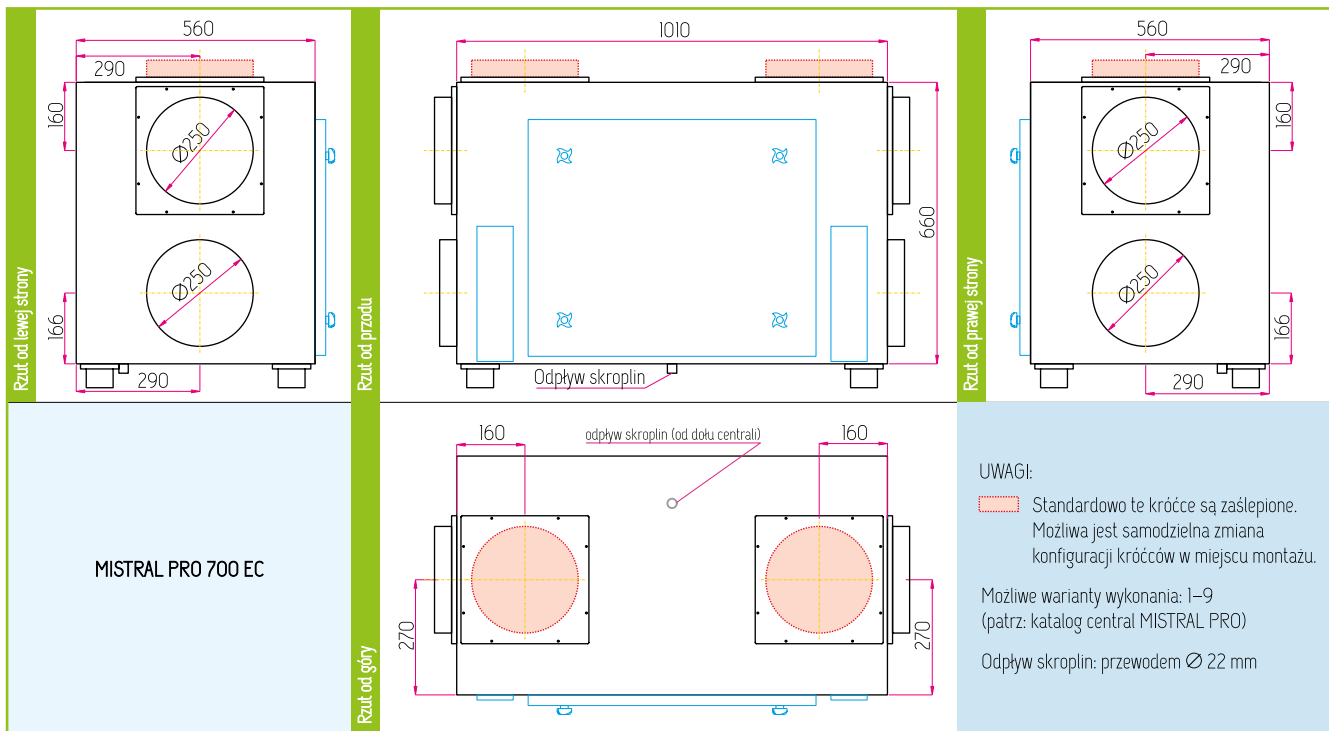 Rzut od lewej strony
560
290
160
Ø250
Ø250
166
290
Rzut od przodu
1010
660
Odpływ skroplin
Rzut od prawej strony
560
290
160
Ø250
Ø250
166
290
MISTRAL PRO 700 EC
Rzut od góry
160
odpływ skroplin (od dołu centrali)
160
270
270
UWAGI:
Standardowo te króćce są zaślepione.
Możliwa jest samodzielna zmiana
konfiguracji króćców w miejscu montażu.
Możliwe warianty wykonania: 1–9
(patrz: katalog central MISTRAL PRO)
Odpływ skroplin: przewodem Ø 22 mm